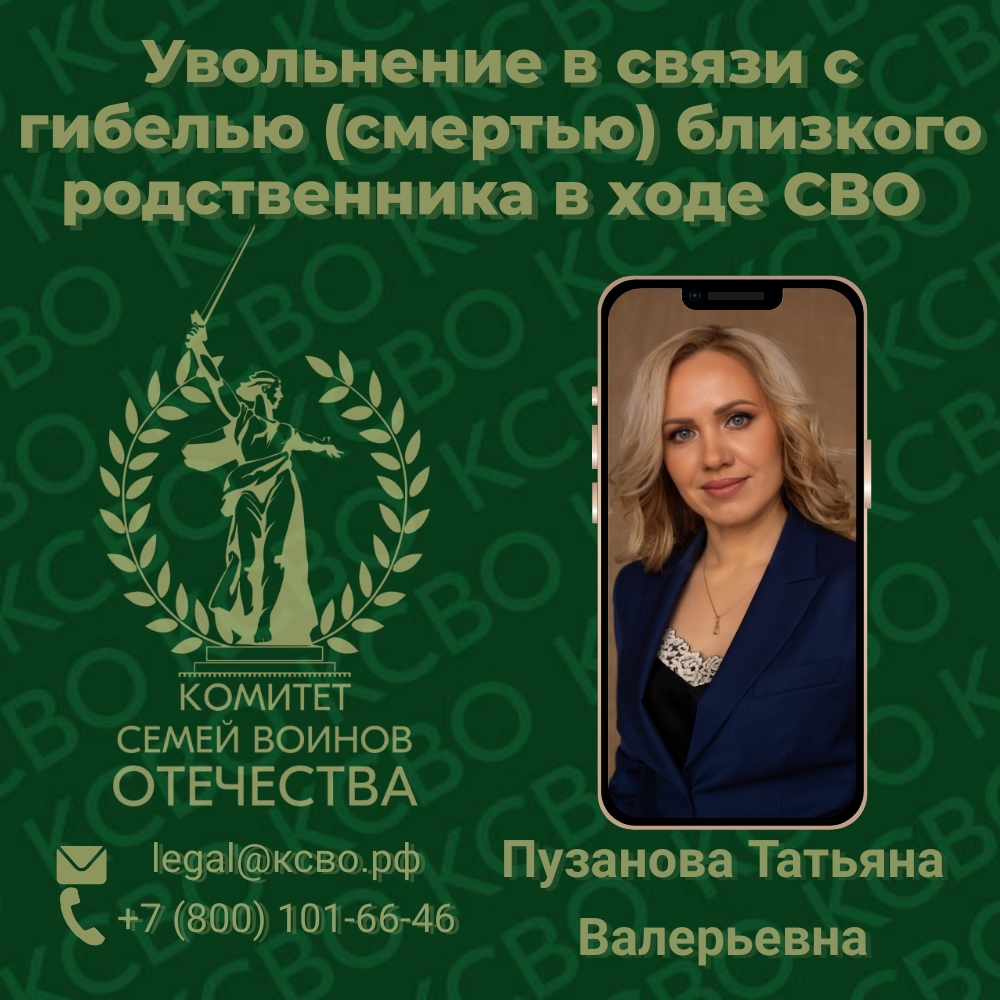 Увольнение в связи с
гибелью (смертью) близкого
родственника в ходе СВО
КОМИТЕТ
СЕМЕЙ ВОИНОВ
ОТЕЧЕСТВА
legal@ксво.рф
+7 (800) 101-66-46
Пузанова Татьяна
Валерьевна